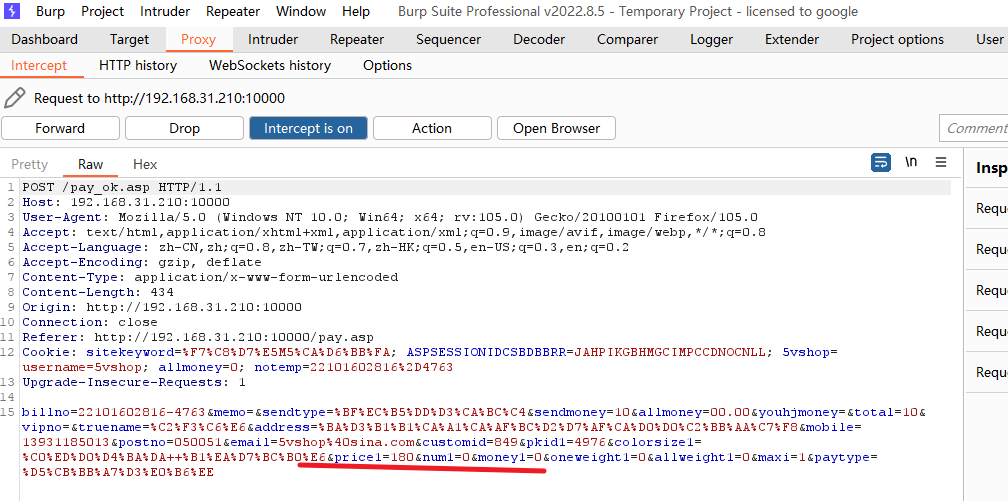 Burp Project Intruder Repeater Window Help Burp Suite Professional v2022.8.5 - Temporary Project - licensed to google
Dashboard Target Proxy Intruder Repeater Sequencer Decoder Comparer Logger Extender Project options User
Intercept HTTP history WebSockets history Options
Request to http://192.168.31.210:10000
Forward Drop Intercept is on Action Open Browser Comment
Pretty Raw Hex \n Insp
1 POST /pay_ok.asp HTTP/1.1
2 Host: 192.168.31.210:10000
3 User-Agent: Mozilla/5.0 (Windows NT 10.0; Win64; x64; rv:105.0) Gecko/20100101 Firefox/105.0
4 Accept: text/html,application/xhtml+xml,application/xml;q=0.9,image/avif,image/webp,*/*;q=0.8
5 Accept-Language: zh-CN,zh;q=0.8,zh-TW;q=0.7,zh-HK;q=0.5,en-US;q=0.3,en;q=0.2
6 Accept-Encoding: gzip, deflate
7 Content-Type: application/x-www-form-urlencoded
8 Content-Length: 434
9 Origin: http://192.168.31.210:10000
10 Connection: close
11 Referer: http://192.168.31.210:10000/pay.asp
12 Cookie: sitekeyword=%F7%C8%D7%E5M5%CA%D6%BB%FA; ASPSESSIONIDCSBDBBRR=JAHPIKGBHMGCIMPCCDNOCNLL; 5vshop=
username=5vshop; allmoney=0; notemp=22101602816%2D4763
13 Upgrade-Insecure-Requests: 1
14
15 billno=22101602816-4763&memo=&sendtype=%BF%EC%B5%DD%D3%CA%BC%C4&sendmoney=10&allmoney=00.00&youhjmoney=&total=10&
vipno=&truename=%C2%F3%C6%E6&address=%BA%D3%B1%B1%CA%A1%CA%AF%BC%D2%D7%AF%CA%D0%D0%C2%BB%AA%C7%F8&mobile=
13931185013&postno=050051&email=5vshop%40sina.com&customid=849&pkid1=4976&colorsize1=
%C0%ED%D0%D4%BA%DA++%B1%EA%D7%BC%B0%E6&price1=180&num1=0&money1=0&oneweight1=0&allweight1=0&maxi=1&paytype=
%D5%CB%BB%A7%D3%E0%B6%EE
Reque
Reque
Reque
Reque
Reque